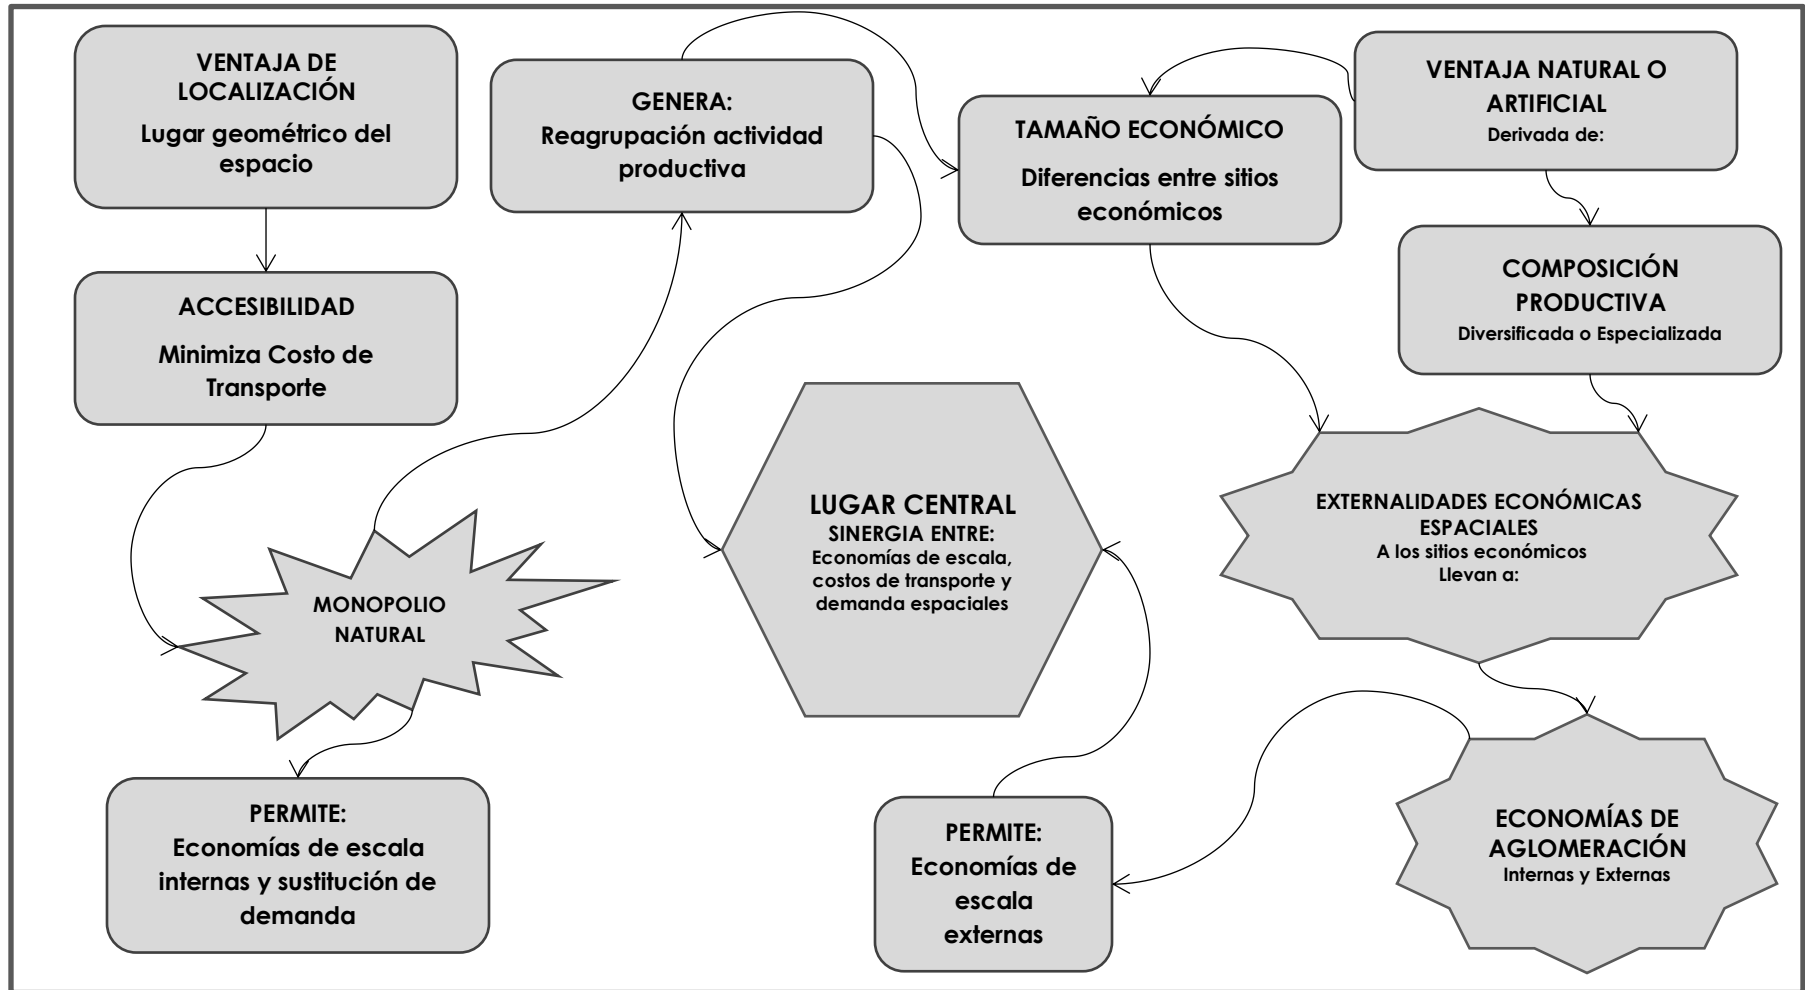 VENTAJA DE
LOCALIZACIÓN
Lugar geométrico del
espacio
GENERA:
Reagrupación actividad
productiva
TAMAÑO ECONÓMICO
Diferencias entre sitios
económicos
VENTAJA NATURAL O
ARTIFICIAL
Derivada de:
ACCESIBILIDAD
Minimiza Costo de
Transporte
COMPOSICIÓN
PRODUCTIVA
Diversificada o Especializada
LUGAR CENTRAL
SINERGIA ENTRE:
Economías de escala,
costos de transporte y
demanda espaciales
EXTERNALIDADES ECONÓMICAS
ESPACIALES
A los sitios económicos
Llevan a:
MONOPOLIO
NATURAL
PERMITE:
Economías de escala
internas y sustitución de
demanda
PERMITE:
Economías de
escala
externas
ECONOMÍAS DE
AGLOMERACIÓN
Internas y Externas